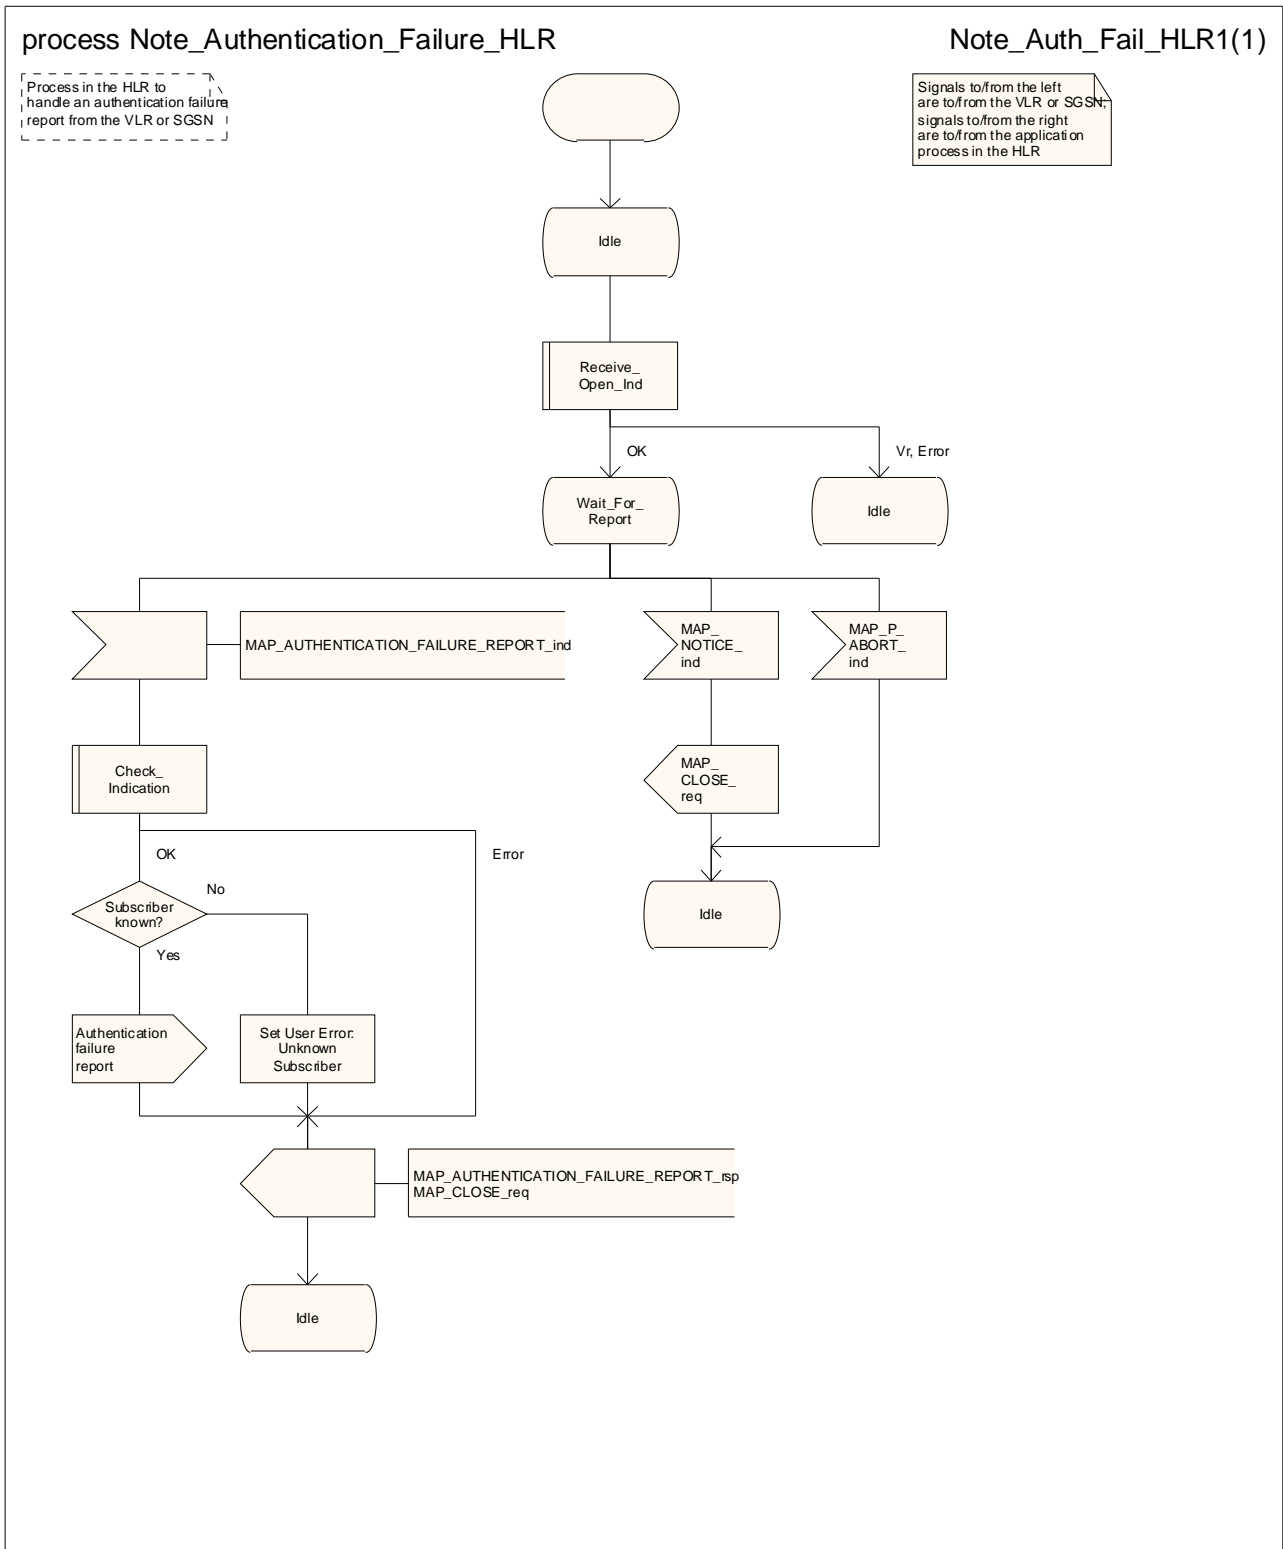 process Note_Authentication_Failure_HLR
Note_Auth_Fail_HLR1(1)
Process in the HLR to
handle an authentication failure
report from the VLR or SGSN
Signals to/from the left
are to/from the VLR or SGSN;
signals to/from the right
are to/from the application
process in the HLR
Idle
Receive_
Open_Ind
OK
Vr, Error
Wait_For_
Report
Idle
MAP_AUTHENTICATION_FAILURE_REPORT_ind
MAP_
NOTICE_
ind
MAP_P_
ABORT_
ind
Check_
Indication
MAP_
CLOSE_
req
OK
Error
No
Subscriber
known?
Idle
Yes
Authentication
failure
report
Set User Error:
Unknown
Subscriber
MAP_AUTHENTICATION_FAILURE_REPORT_rsp
MAP_CLOSE_req
Idle